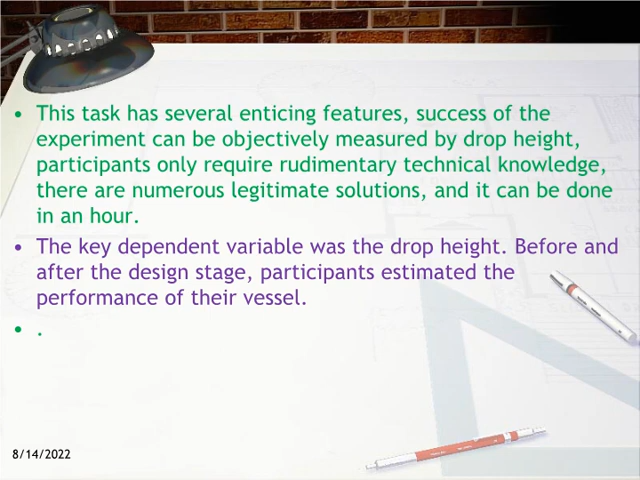 • This task has several enticing features, success of the
experiment can be objectively measured by drop height,
participants only require rudimentary technical knowledge,
there are numerous legitimate solutions, and it can be done
in an hour.
• The key dependent variable was the drop height. Before and
after the design stage, participants estimated the
performance of their vessel.
• .
8/14/2022